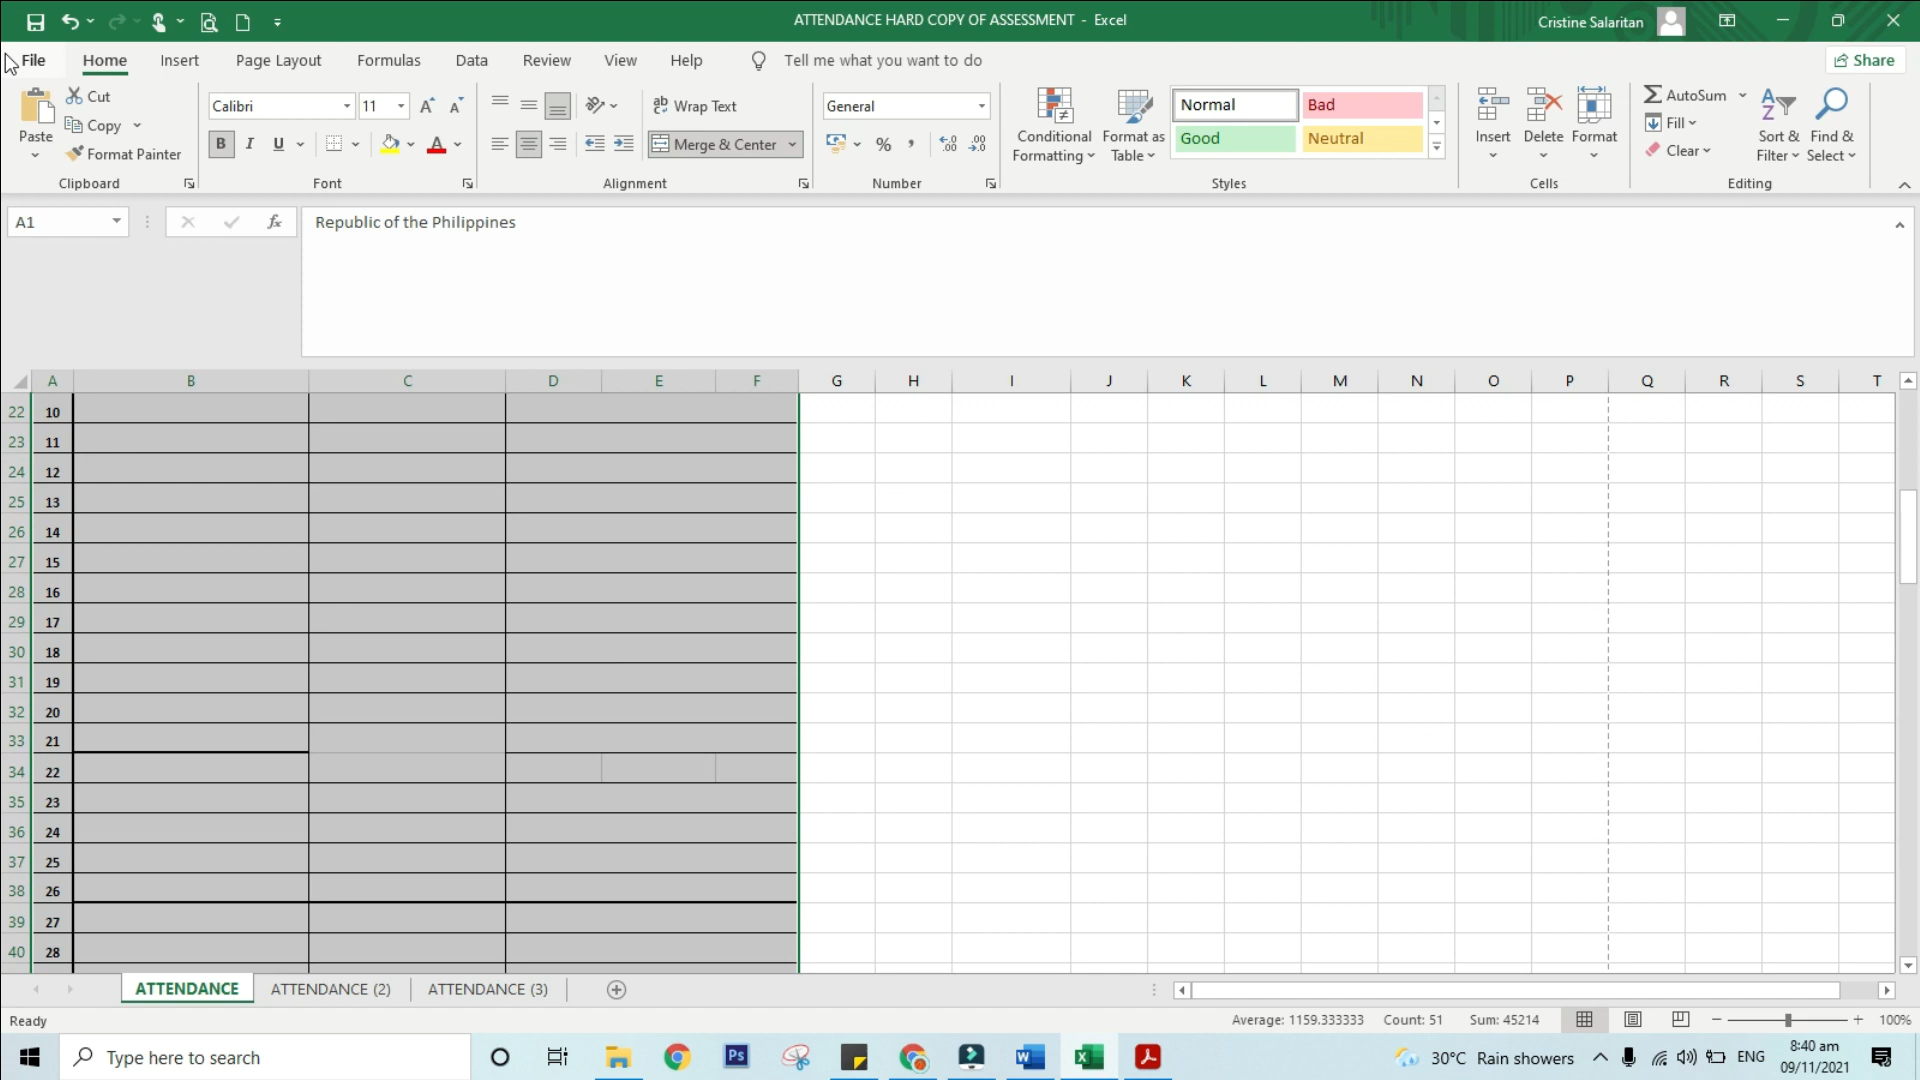 ATTENDANCE HARD COPY OF ASSESSMENT - Excel
Cristine Salaritan
File Home Insert Page Layout Formulas Data Review View Help Tell me what you want to do
Share
Paste
Cut
Copy
Format Painter
Clipboard
Calibri 11
B I U
A
Font
ab Wrap Text
Merge & Center
Alignment
General
% ,
Number
Conditional Formatting
Format as Table
Normal Bad
Good Neutral
Styles
Insert Delete Format
Cells
AutoSum
Fill
Clear
Sort & Filter
Find & Select
Editing
A1 fx Republic of the Philippines
A B C D E F G H I J K L M N O P Q R S T
22 10
23 11
24 12
25 13
26 14
27 15
28 16
29 17
30 18
31 19
32 20
33 21
34 22
35 23
36 24
37 25
38 26
39 27
40 28
ATTENDANCE ATTENDANCE (2) ATTENDANCE (3)
Ready
Average: 1159.333333 Count: 51 Sum: 45214
100%
Type here to search
Ps
W
X
30°C Rain showers
ENG
8:40 am
09/11/2021